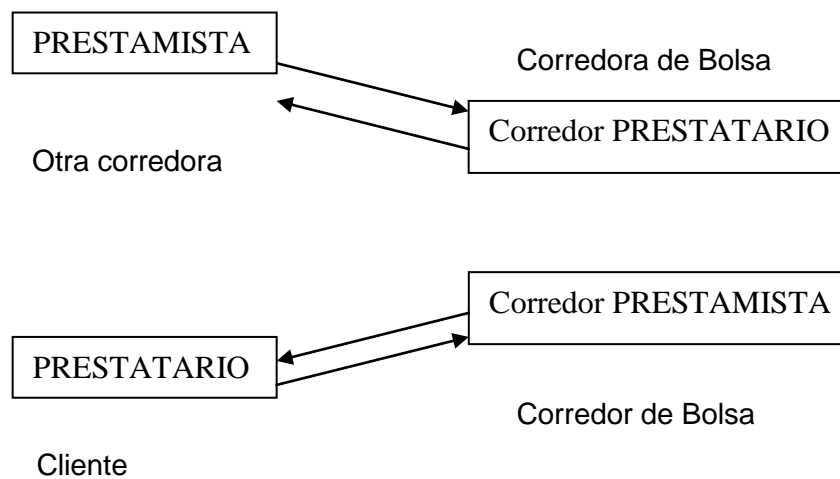 PRESTAMISTA
Corredora de Bolsa
Corredor PRESTATARIO
Otra corredora
Corredor PRESTAMISTA
PRESTATARIO
Corredor de Bolsa
Cliente